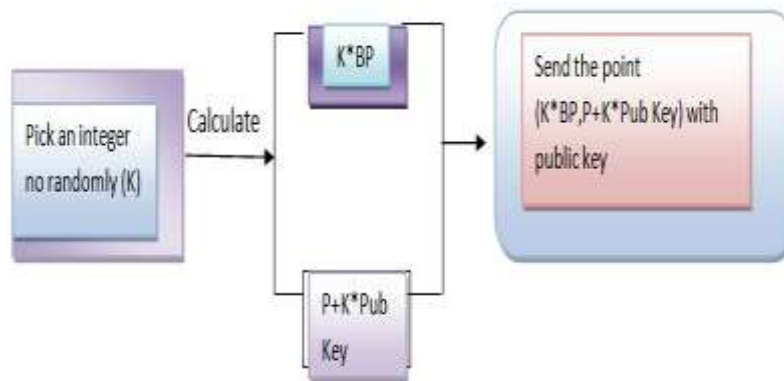 Pick an integer
no randomly (K)
Calculate
K*BP
P+K*Pub
Key
Send the point
(K*BP,P+K*Pub Key) with
public key